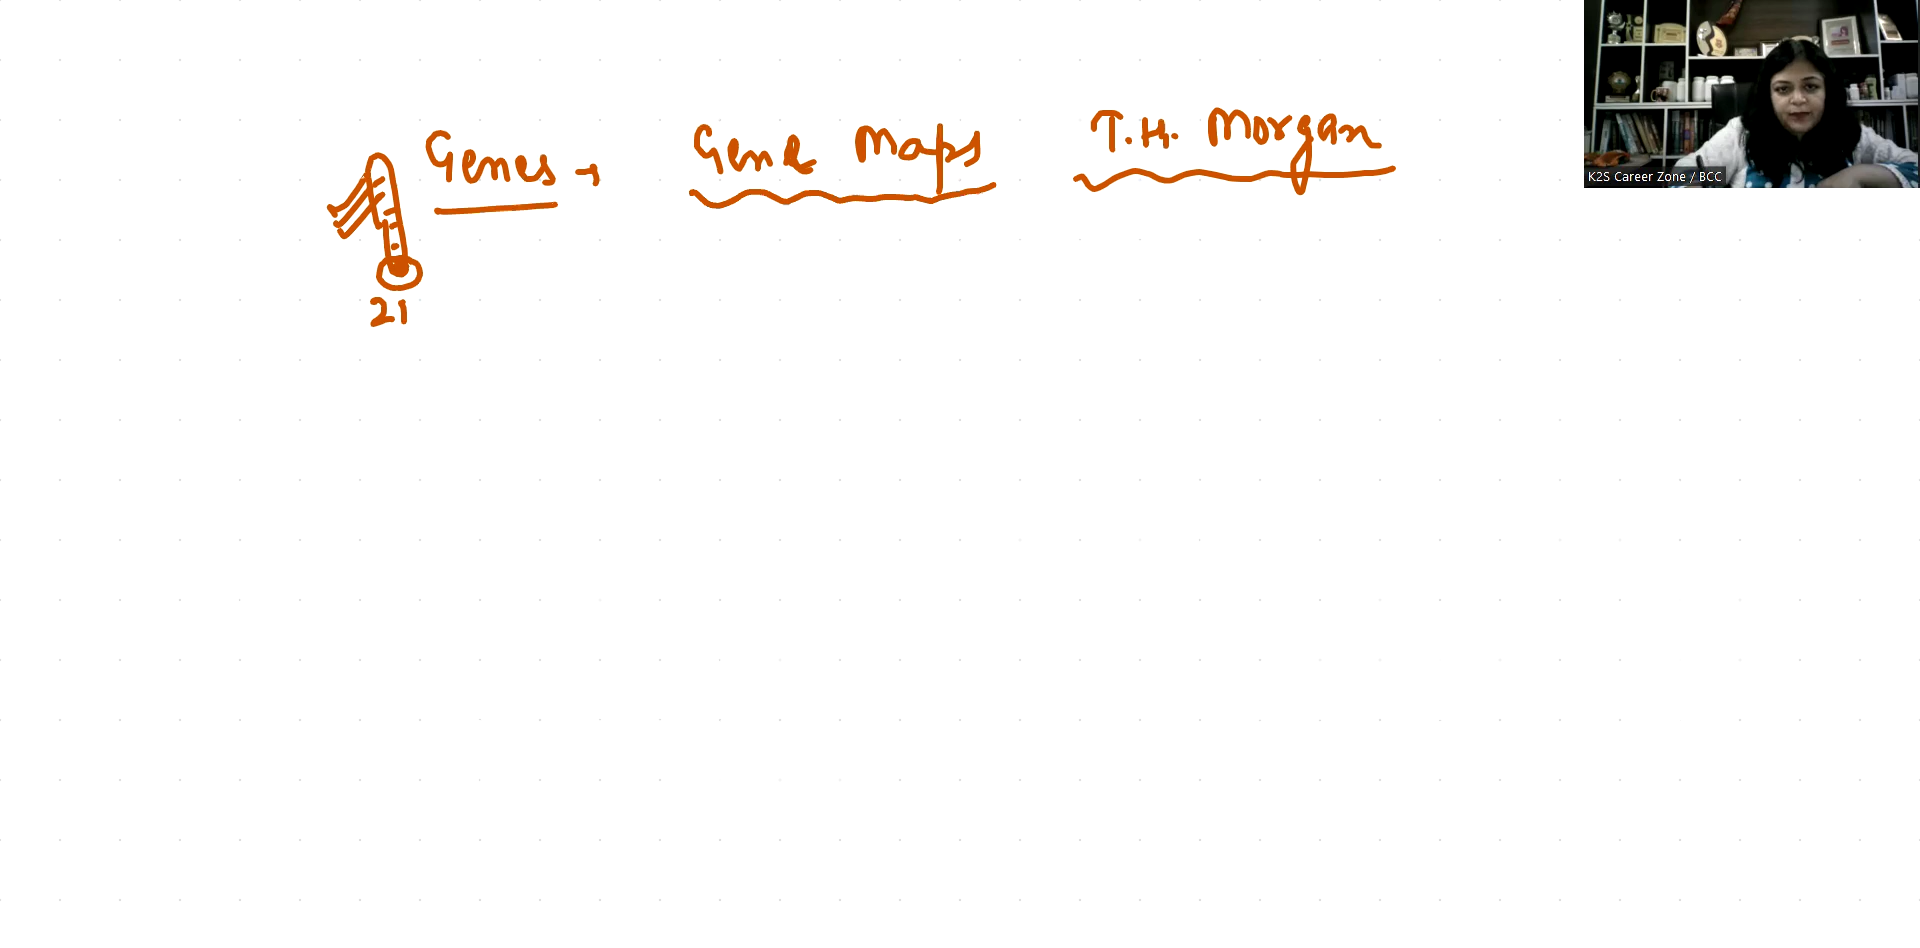 Genes → Gene Maps T.H. Morgan
21
K2S Career Zone / BCC